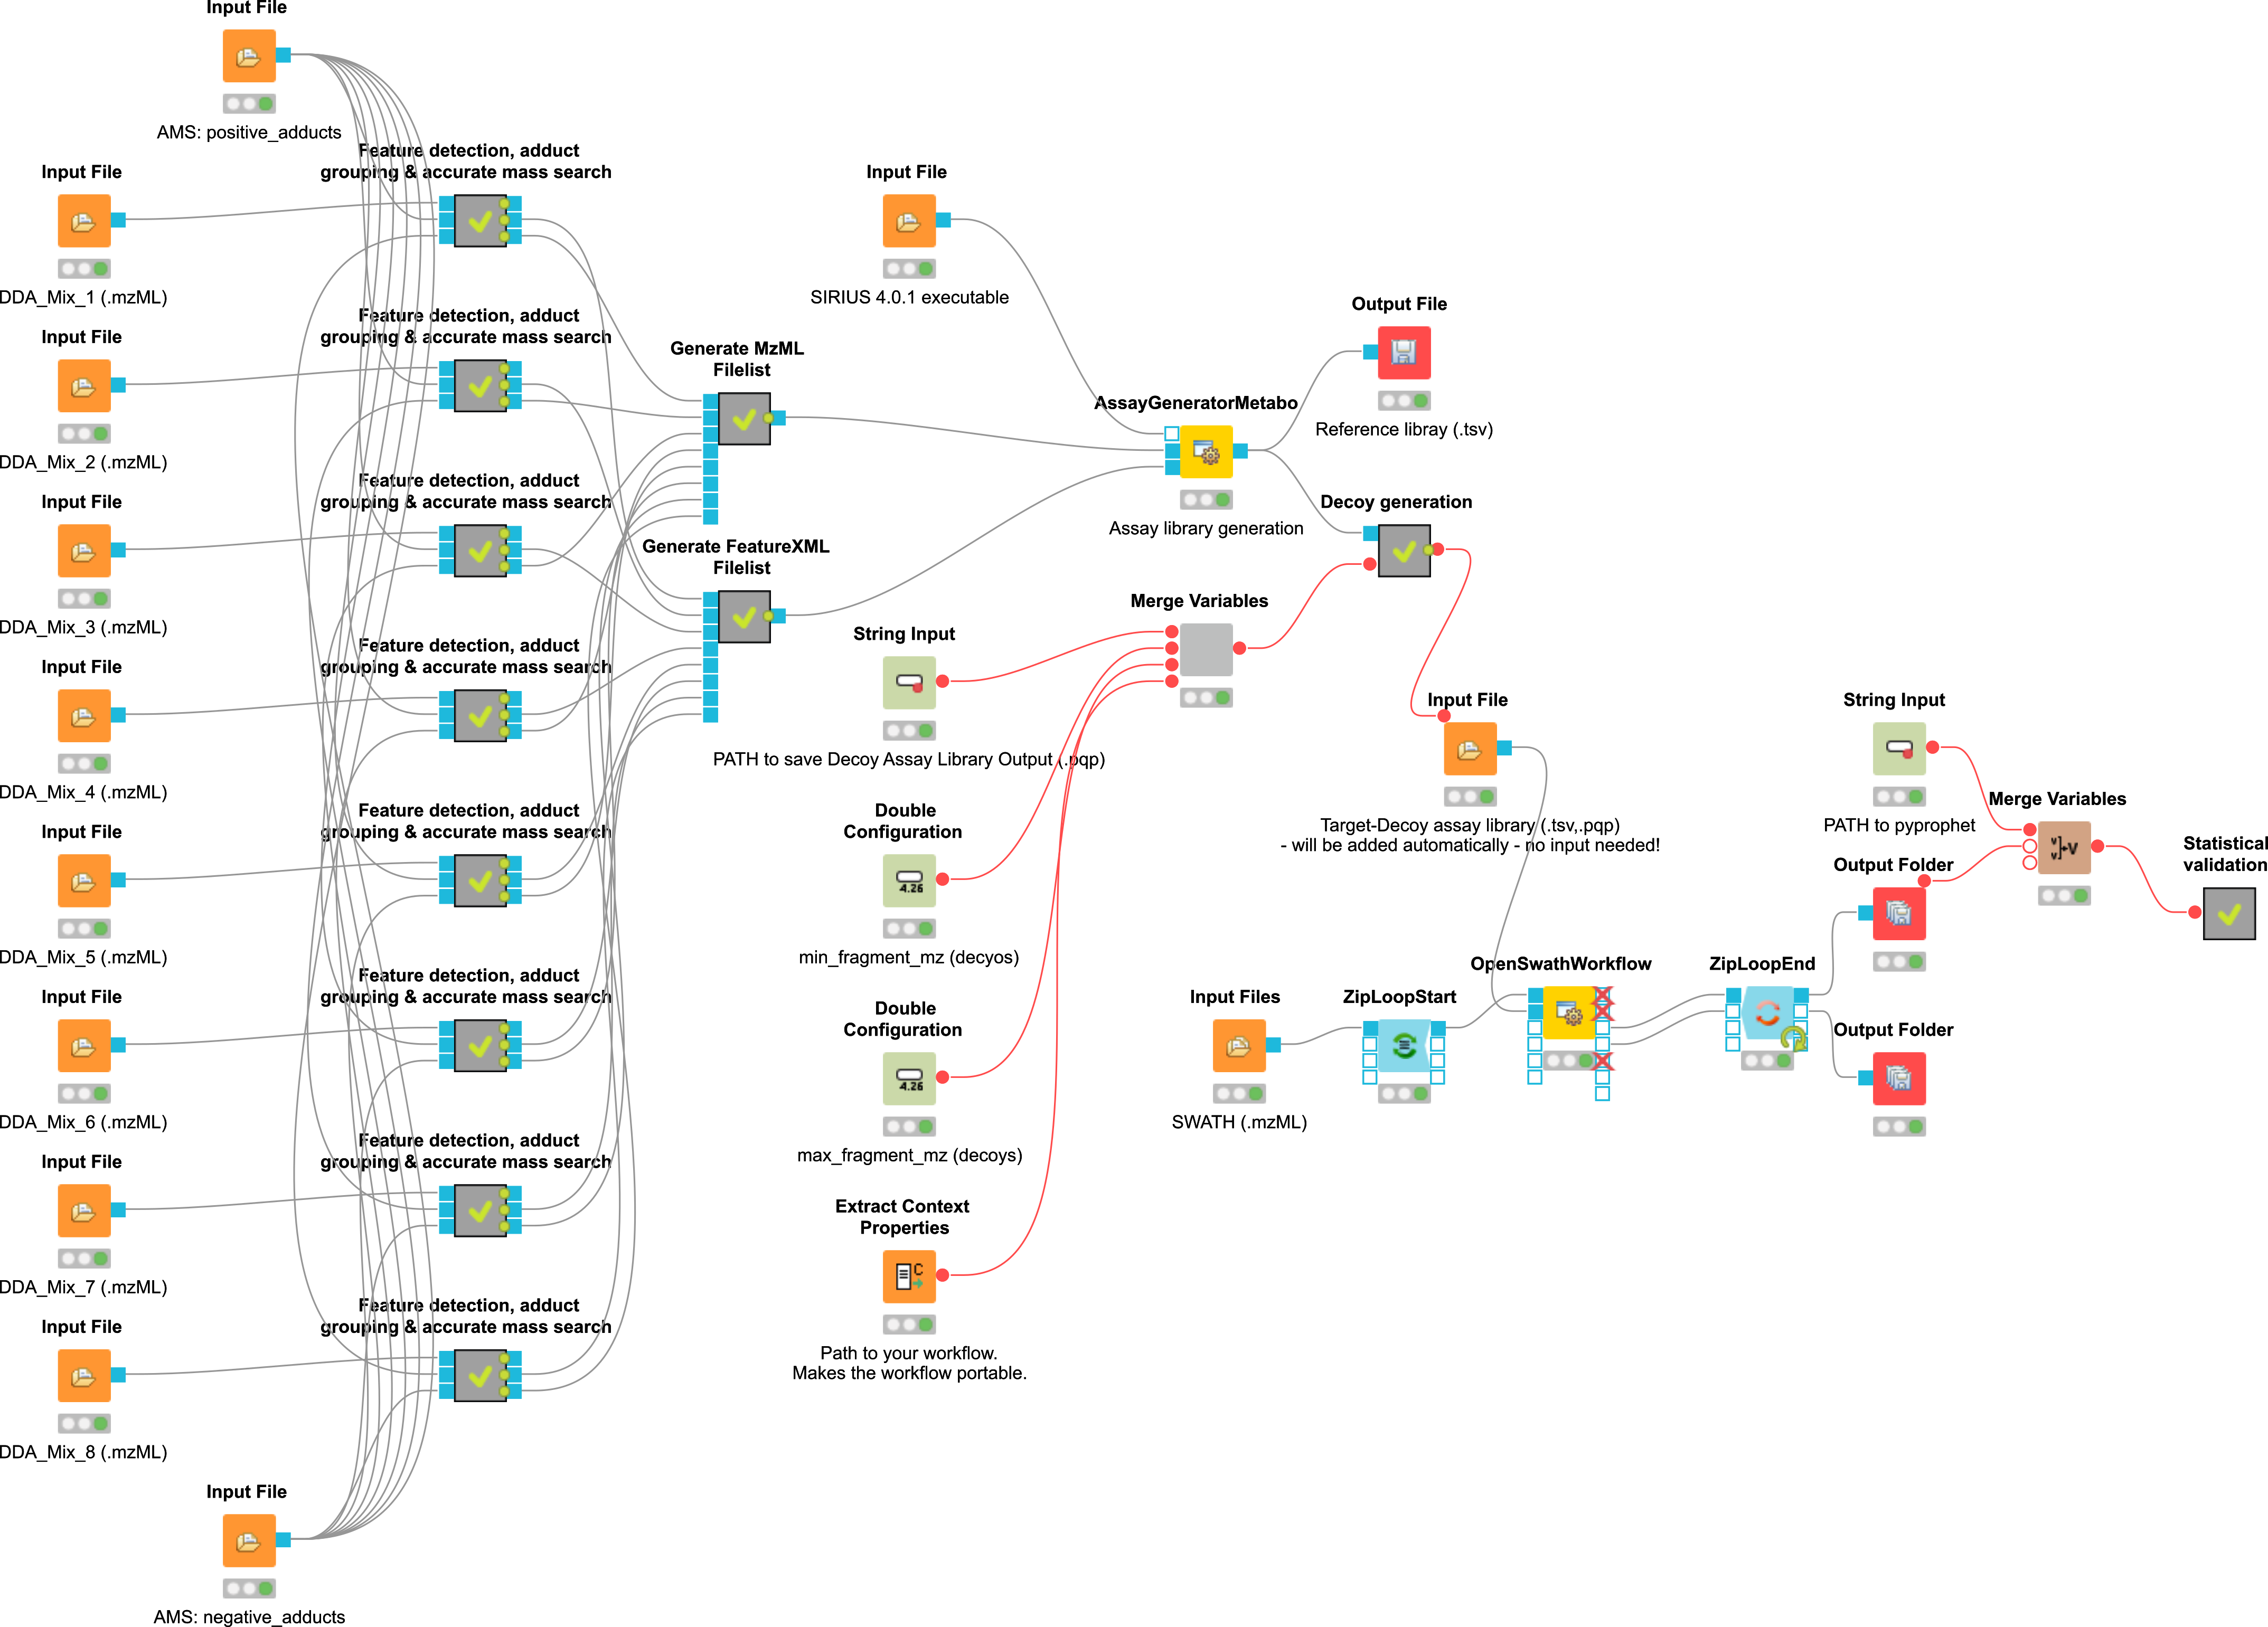 Input File
AMS: positive_adducts
Input File
DDA_Mix_1 (.mzML)
Input File
DDA_Mix_2 (.mzML)
Input File
DDA_Mix_3 (.mzML)
Input File
DDA_Mix_4 (.mzML)
Input File
DDA_Mix_5 (.mzML)
Input File
DDA_Mix_6 (.mzML)
Input File
DDA_Mix_7 (.mzML)
Input File
DDA_Mix_8 (.mzML)
Input File
AMS: negative_adducts
Feature detection, adduct
grouping & accurate mass search
Feature detection, adduct
grouping & accurate mass search
Feature detection, adduct
grouping & accurate mass search
Feature detection, adduct
grouping & accurate mass search
Feature detection, adduct
grouping & accurate mass search
Feature detection, adduct
grouping & accurate mass search
Feature detection, adduct
grouping & accurate mass search
Feature detection, adduct
grouping & accurate mass search
Generate MzML
Filelist
Generate FeatureXML
Filelist
Input File
SIRIUS 4.0.1 executable
String Input
PATH to save Decoy Assay Library Output (.pqp)
Double
Configuration
4.26
min_fragment_mz (decyos)
Double
Configuration
4.26
max_fragment_mz (decoys)
Extract Context
Properties
C
Path to your workflow.
Makes the workflow portable.
AssayGeneratorMetabo
Assay library generation
Merge Variables
Output File
Reference libray (.tsv)
Decoy generation
Input File
Target-Decoy assay library (.tsv,.pqp)
- will be added automatically - no input needed!
Input Files
SWATH (.mzML)
ZipLoopStart
OpenSwathWorkflow
ZipLoopEnd
String Input
PATH to pyprophet
Output Folder
Output Folder
Merge Variables
V
V
V
Statistical
validation